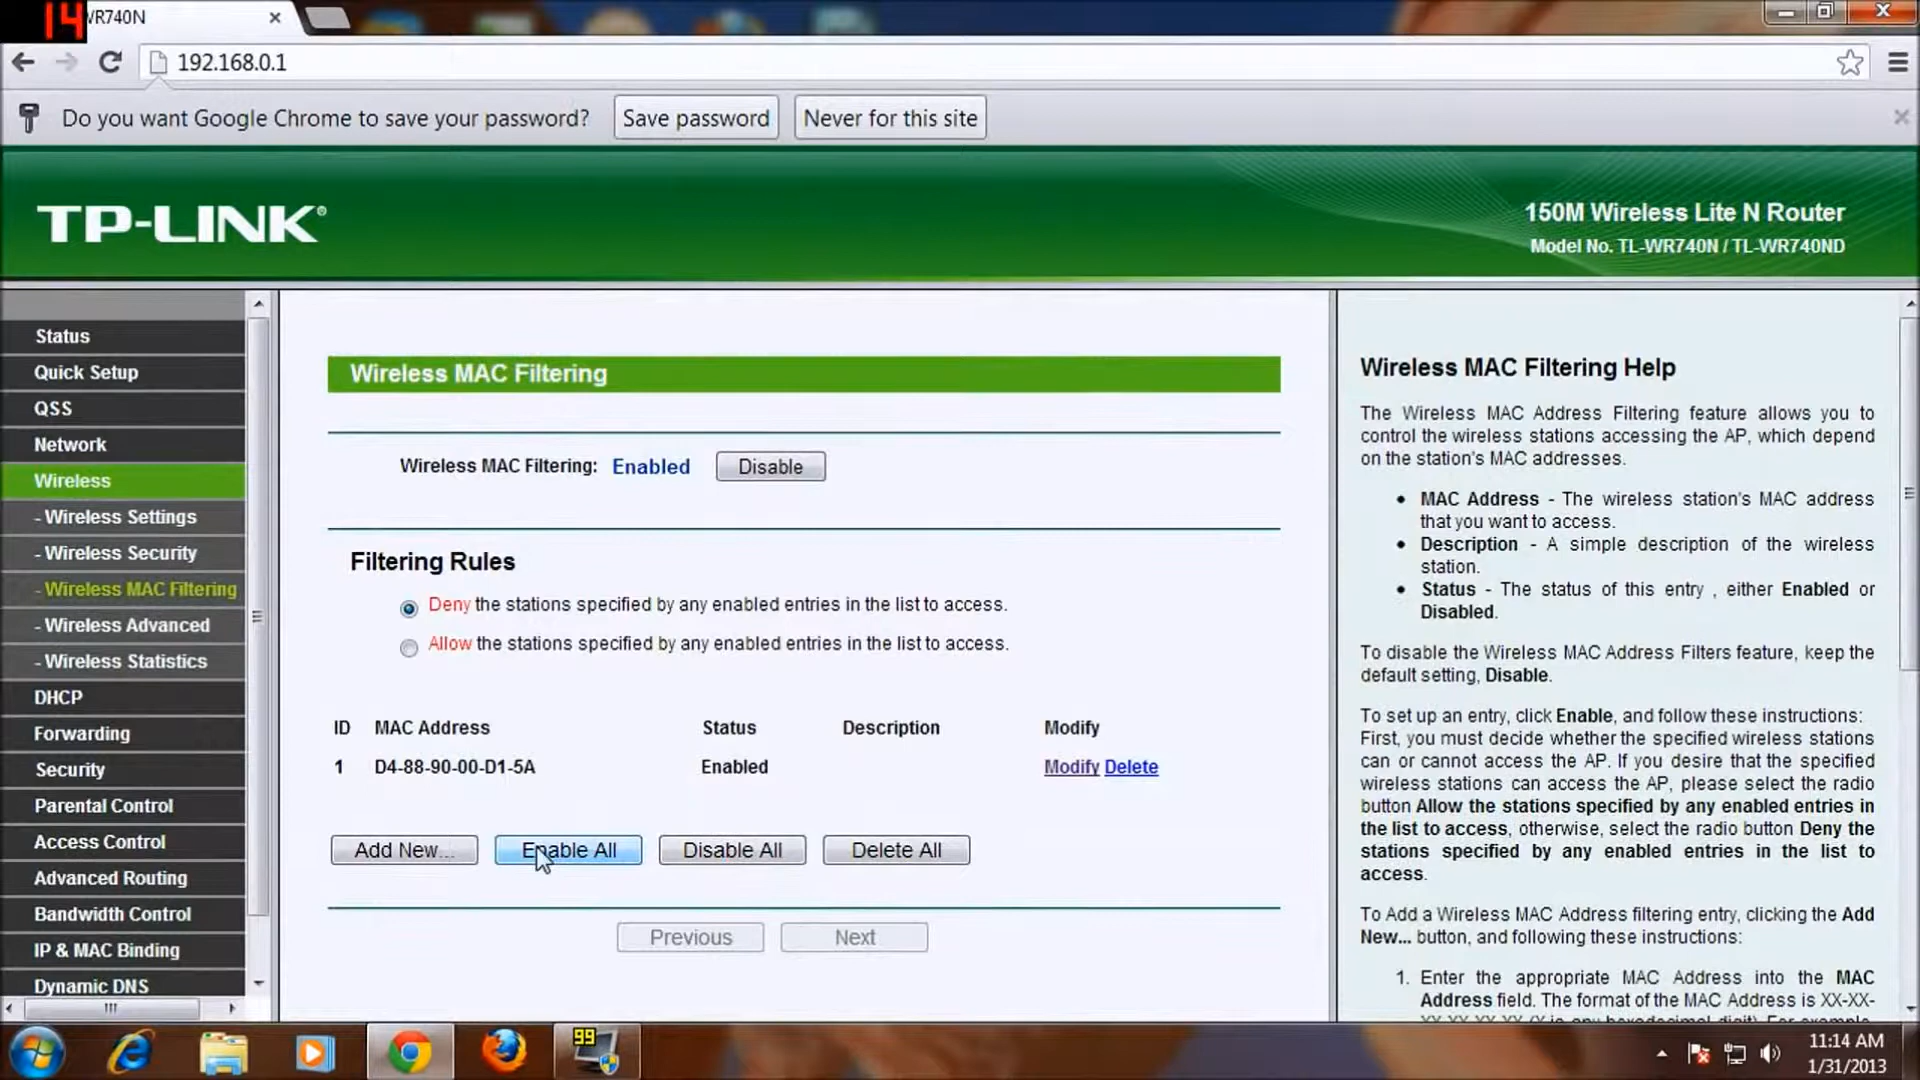 14
WR740N
192.168.0.1
Do you want Google Chrome to save your password?
Save password
Never for this site
TP-LINK®
150M Wireless Lite N Router
Model No. TL-WR740N / TL-WR740ND
Status
Quick Setup
QSS
Network
Wireless
- Wireless Settings
- Wireless Security
- Wireless MAC Filtering
- Wireless Advanced
- Wireless Statistics
DHCP
Forwarding
Security
Parental Control
Access Control
Advanced Routing
Bandwidth Control
IP & MAC Binding
Dynamic DNS
Wireless MAC Filtering
Wireless MAC Filtering: Enabled Disable
Filtering Rules
Deny the stations specified by any enabled entries in the list to access.
Allow the stations specified by any enabled entries in the list to access.
ID MAC Address Status Description Modify
1 D4-88-90-00-D1-5A Enabled Modify Delete
Add New... Enable All Disable All Delete All
Previous Next
Wireless MAC Filtering Help
The Wireless MAC Address Filtering feature allows you to
control the wireless stations accessing the AP, which depend
on the station's MAC addresses.
• MAC Address - The wireless station's MAC address
that you want to access.
• Description - A simple description of the wireless
station.
• Status - The status of this entry , either Enabled or
Disabled.
To disable the Wireless MAC Address Filters feature, keep the
default setting, Disable.
To set up an entry, click Enable, and follow these instructions:
First, you must decide whether the specified wireless stations
can or cannot access the AP. If you desire that the specified
wireless stations can access the AP, please select the radio
button Allow the stations specified by any enabled entries in
the list to access, otherwise, select the radio button Deny the
stations specified by any enabled entries in the list to
access.
To Add a Wireless MAC Address filtering entry, clicking the Add
New... button, and following these instructions:
1. Enter the appropriate MAC Address into the MAC
Address field. The format of the MAC Address is XX-XX-
99
11:14 AM
1/31/2013